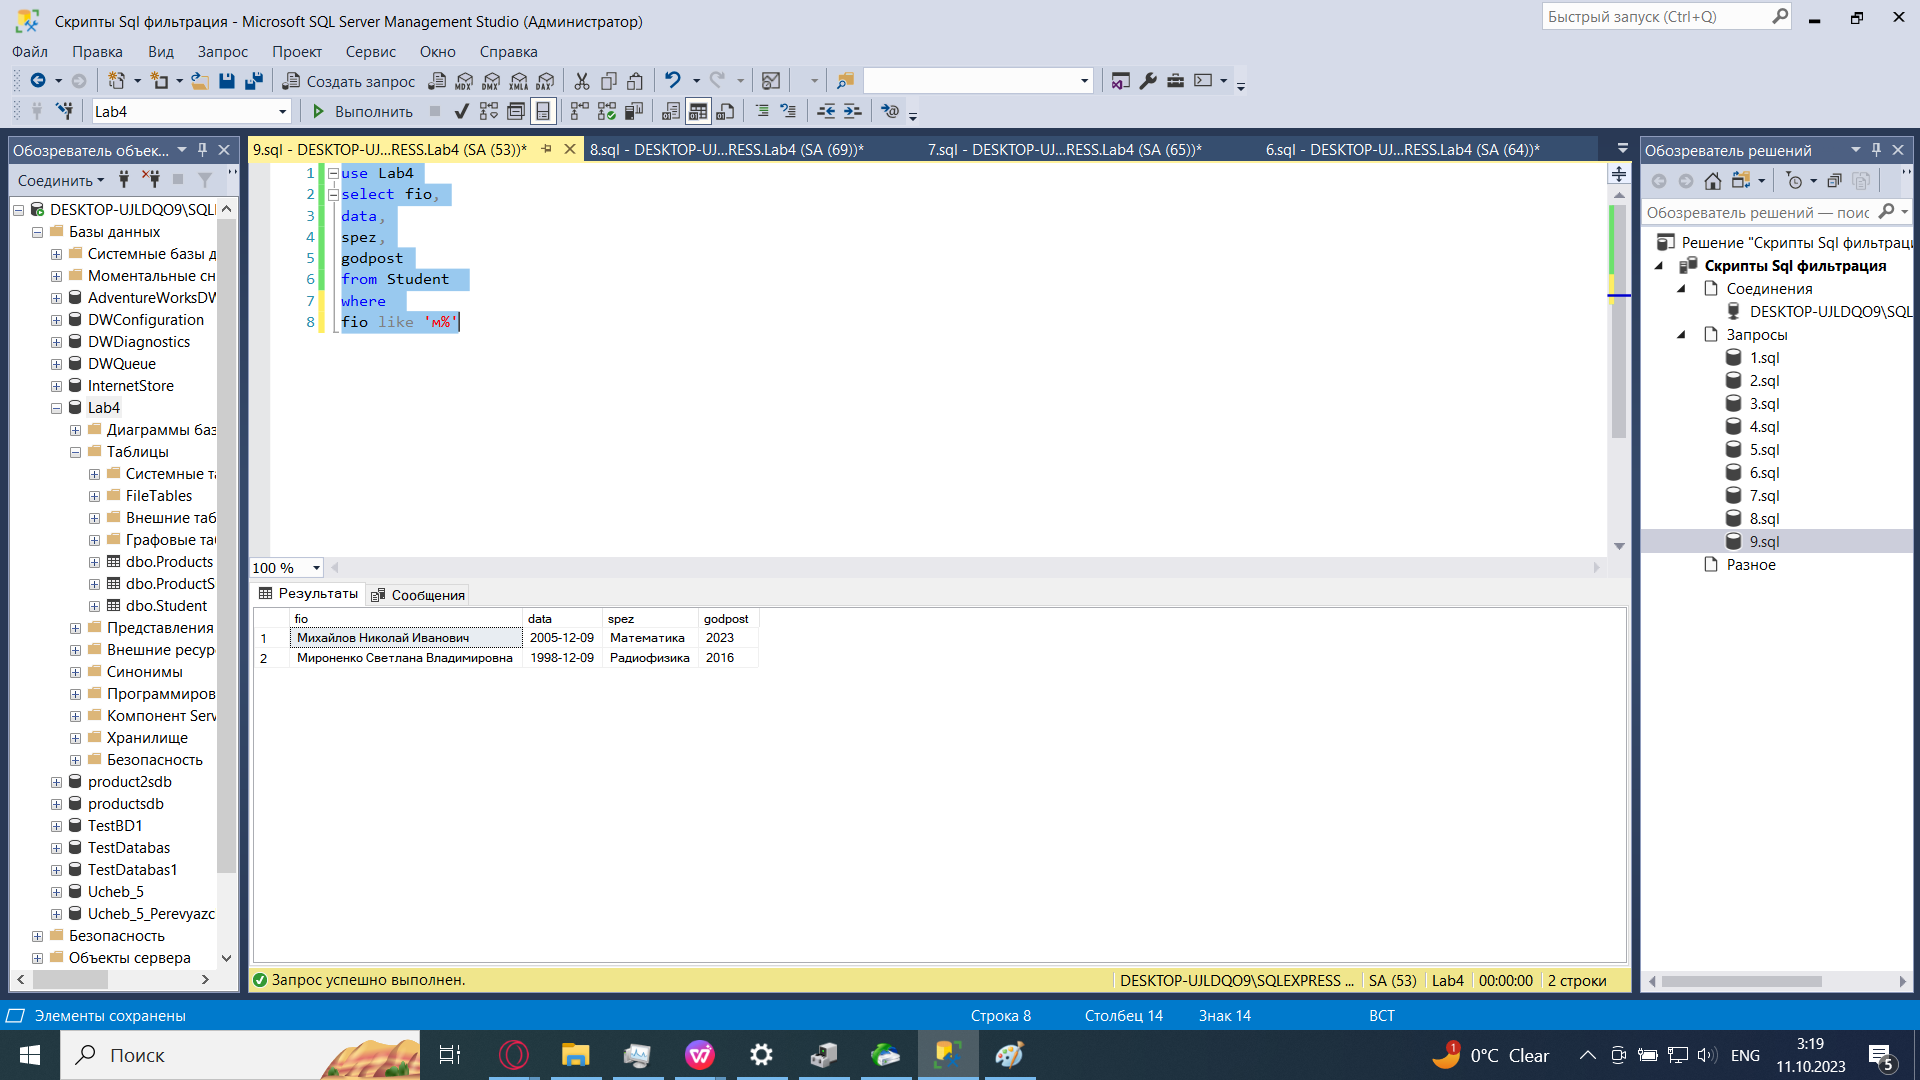 Скрипты Sql фильтрация - Microsoft SQL Server Management Studio (Администратор)
Быстрый запуск (Ctrl+Q)
Файл Правка Вид Запрос Проект Сервис Окно Справка
Создать запрос MDX DMX XMLA DAX
Lab4 Выполнить
Обозреватель объек...
Соединить
DESKTOP-UJLDQO9\SQL
Базы данных
Системные базы д
Моментальные сн
AdventureWorksDW
DWConfiguration
DWDiagnostics
DWQueue
InternetStore
Lab4
Диаграммы баз
Таблицы
Системные та
FileTables
Внешние таб
Графовые та
dbo.Products
dbo.ProductS
dbo.Student
Представления
Внешние ресур
Синонимы
Программиров
Компонент Serv
Хранилище
Безопасность
product2sdb
productsdb
TestBD1
TestDatabas
TestDatabas1
Ucheb_5
Ucheb_5_Perevyazc
Безопасность
Объекты сервера
9.sql - DESKTOP-UJ...RESS.Lab4 (SA (53))* 8.sql - DESKTOP-UJ...RESS.Lab4 (SA (69))* 7.sql - DESKTOP-UJ...RESS.Lab4 (SA (65))* 6.sql - DESKTOP-UJ...RESS.Lab4 (SA (64))*
1 use Lab4
2 select fio,
3 data,
4 spez,
5 godpost
6 from Student
7 where
8 fio like 'м%'
100 %
Результаты Сообщения
fio data spez godpost
1 Михайлов Николай Иванович 2005-12-09 Математика 2023
2 Мироненко Светлана Владимировна 1998-12-09 Радиофизика 2016
Запрос успешно выполнен. DESKTOP-UJLDQO9\SQLEXPRESS ... SA (53) Lab4 00:00:00 2 строки
Обозреватель решений
Обозреватель решений — поис
Решение "Скрипты Sql фильтраци
Скрипты Sql фильтрация
Соединения
DESKTOP-UJLDQO9\SQL
Запросы
1.sql
2.sql
3.sql
4.sql
5.sql
6.sql
7.sql
8.sql
9.sql
Разное
Элементы сохранены Строка 8 Столбец 14 Знак 14 ВСТ
Поиск 1 0°C Clear ENG 3:19
11.10.2023 5